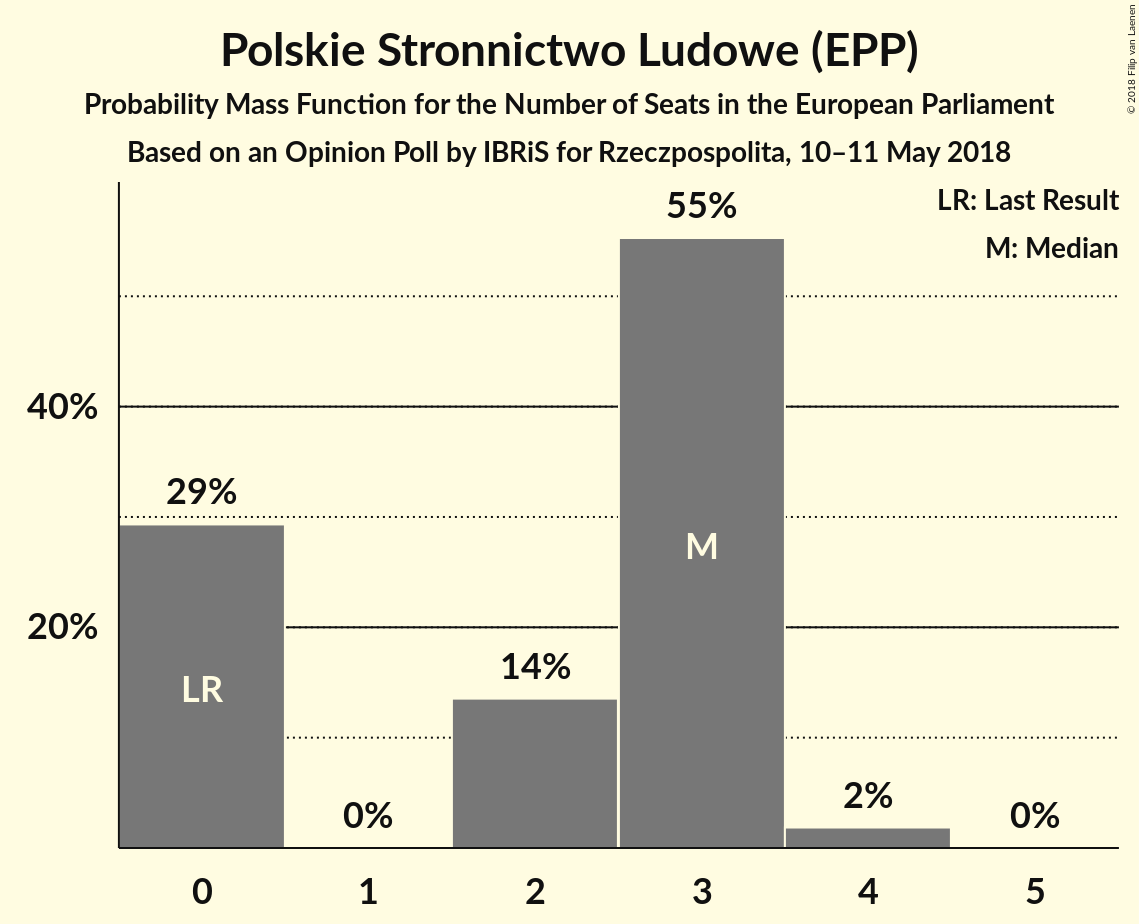 Polskie Stronnictwo Ludowe (EPP)
Probability Mass Function for the Number of Seats in the European Parliament
Based on an Opinion Poll by IBRiS for Rzeczpospolita, 10–11 May 2018
© 2018 Filip van Laenen
LR: Last Result
M: Median
55%
40%
29%
M
20%
14%
LR
2%
0%
0%
0 1 2 3 4 5